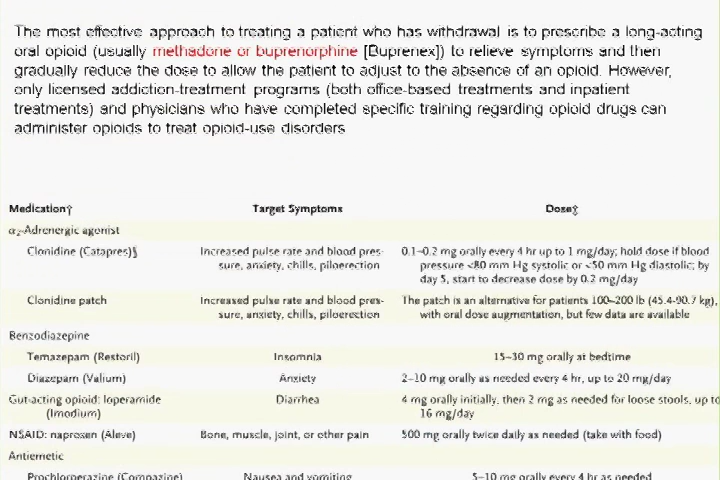 The most effective approach to treating a patient who has withdrawal is to prescribe a long-acting
oral opioid (usually methadone or buprenorphine [Buprenex]) to relieve symptoms and then
gradually reduce the dose to allow the patient to adjust to the absence of an opioid. However,
only licensed addiction-treatment programs (both office-based treatments and inpatient
treatments) and physicians who have completed specific training regarding opioid drugs can
administer opioids to treat opioid-use disorders
Medication† Target Symptoms Dose‡
α₂-Adrenergic agonist
Clonidine (Catapres)§ Increased pulse rate and blood pres- 0.1–0.2 mg orally every 4 hr up to 1 mg/day; hold dose if blood
sure, anxiety, chills, piloerection pressure <80 mm Hg systolic or <50 mm Hg diastolic; by
day 5, start to decrease dose by 0.2 mg/day
Clonidine patch Increased pulse rate and blood pres- The patch is an alternative for patients 100–200 lb (45.4-90.7 kg),
sure, anxiety, chills, piloerection with oral dose augmentation, but few data are available
Benzodiazepine
Temazepam (Restoril) Insomnia 15–30 mg orally at bedtime
Diazepam (Valium) Anxiety 2–10 mg orally as needed every 4 hr, up to 20 mg/day
Gut-acting opioid: loperamide Diarrhea 4 mg orally initially, then 2 mg as needed for loose stools, up to
(Imodium) 16 mg/day
NSAID: naproxen (Aleve) Bone, muscle, joint, or other pain 500 mg orally twice daily as needed (take with food)
Antiemetic
Prochlorperazine (Compazine) Nausea and vomiting 5–10 mg orally every 4 hr as needed